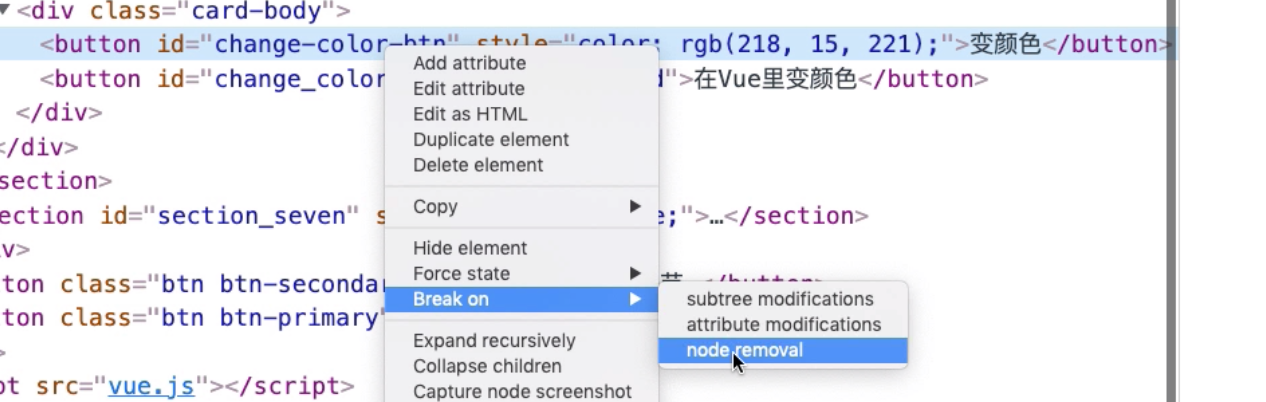 <div class="card-body">
<button id="change-color-btn" style="color: rgb(218, 15, 221);">变颜色</button>
<button id="change_color d">在Vue里变颜色</button>
</div>
</div>
section>
ection id="section_seven" s e;">…</section>
v>
ton class="btn btn-secondar </button>
ton class="btn btn-primary"
>
pt src="vue.js"></script>
Add attribute
Edit attribute
Edit as HTML
Duplicate element
Delete element
Copy
Hide element
Force state
Break on
Expand recursively
Collapse children
Capture node screenshot
subtree modifications
attribute modifications
node removal